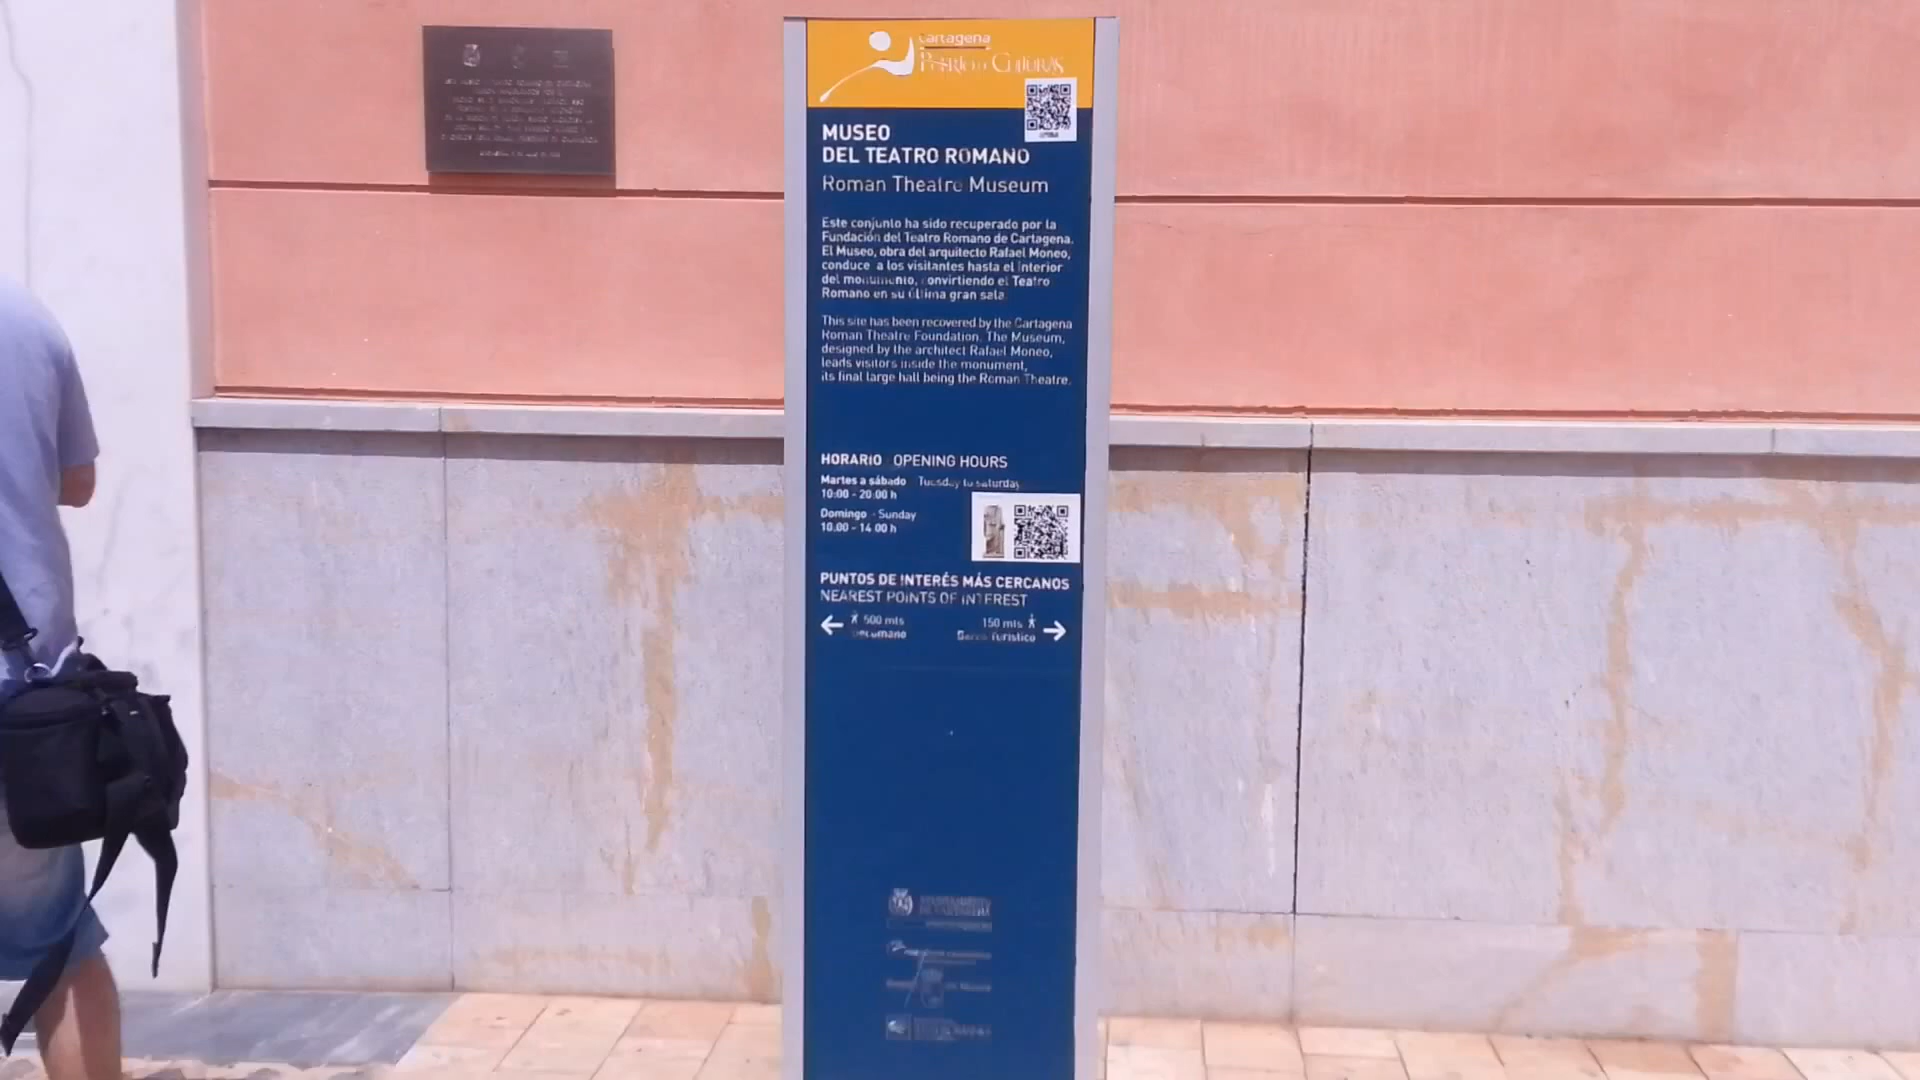 cartagena
PUERTO DE CULTURAS
MUSEO
DEL TEATRO ROMANO
Roman Theatre Museum
Este conjunto ha sido recuperado por la
Fundación del Teatro Romano de Cartagena.
El Museo, obra del arquitecto Rafael Moneo,
conduce a los visitantes hasta el interior
del monumento, convirtiendo el Teatro
Romano en su última gran sala
This site has been recovered by the Cartagena
Roman Theatre Foundation. The Museum,
designed by the architect Rafael Moneo,
leads visitors inside the monument,
its final large hall being the Roman Theatre.
HORARIO OPENING HOURS
Martes a sábado Tuesday to saturday
10:00 - 20:00 h
Domingo - Sunday
10.00 - 14 00 h
PUNTOS DE INTERÉS MÁS CERCANOS
NEAREST POINTS OF INTEREST
500 mts
Decumano
150 mts
Barco Turístico
AYUNTAMIENTO
DE CARTAGENA